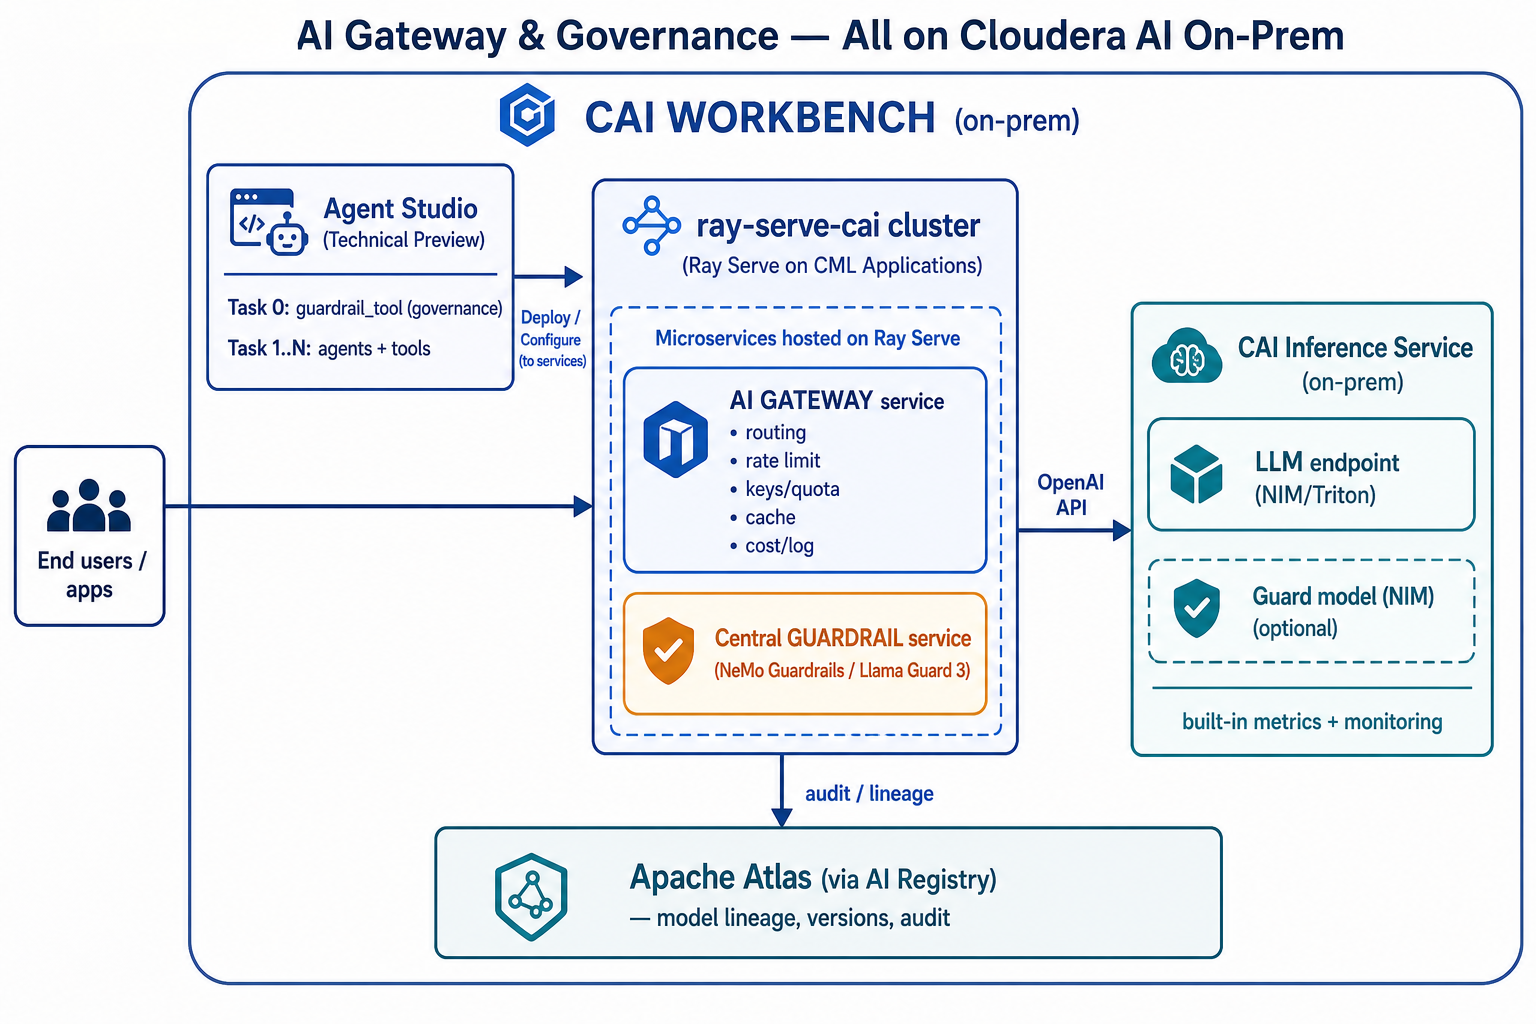 AI Gateway & Governance — All on Cloudera AI On-Prem
CAI WORKBENCH (on-prem)
Agent Studio
(Technical Preview)
Task 0: guardrail_tool (governance)
Task 1..N: agents + tools
Deploy /
Configure
(to services)
End users /
apps
ray-serve-cai cluster
(Ray Serve on CML Applications)
Microservices hosted on Ray Serve
AI GATEWAY service
• routing
• rate limit
• keys/quota
• cache
• cost/log
Central GUARDRAIL service
(NeMo Guardrails / Llama Guard 3)
OpenAI
API
CAI Inference Service
(on-prem)
LLM endpoint
(NIM/Triton)
Guard model (NIM)
(optional)
built-in metrics + monitoring
audit / lineage
Apache Atlas (via AI Registry)
— model lineage, versions, audit